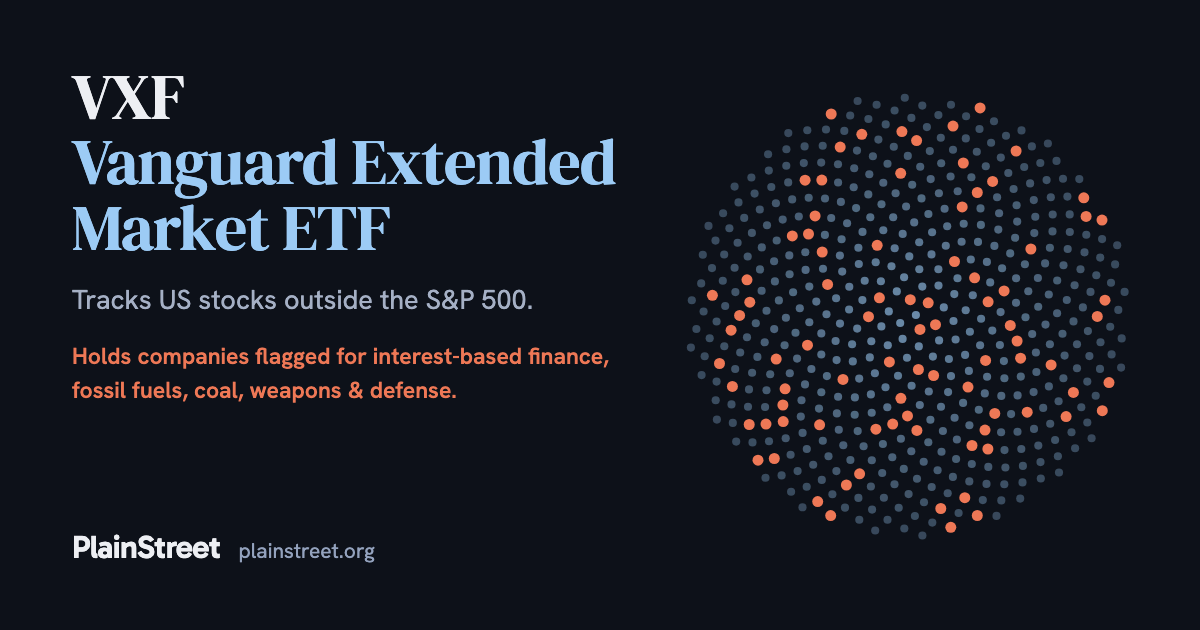 VXF
Vanguard Extended
Market ETF
Tracks US stocks outside the S&P 500.
Holds companies flagged for interest-based finance,
fossil fuels, coal, weapons & defense.
PlainStreet plainstreet.org